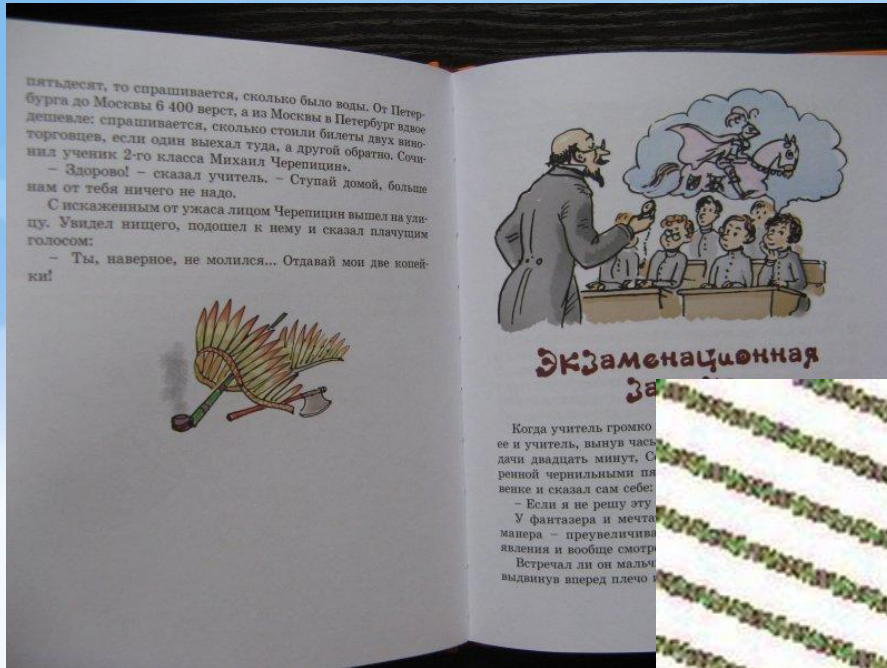 пятьдесят, то спрашивается, сколько было воды. От Петер-
бурга до Москвы 6 400 верст, а из Москвы в Петербург вдвое
дешевле: спрашивается, сколько стоили билеты двух вино-
торговцев, если один выехал туда, а другой обратно. Сочи-
нил ученик 2-го класса Михаил Черепицин».
– Здорово! – сказал учитель. – Ступай домой, больше
нам от тебя ничего не надо.
С искаженным от ужаса лицом Черепицин вышел на ули-
цу. Увидел нищего, подошел к нему и сказал плачущим
голосом:
– Ты, наверное, не молился... Отдавай мои две копей-
ки!
Экзаменационная
Когда учитель громко
ее и учитель, вынув часы
дачи двадцать минут,
ренной чернильными
венке и сказал сам себе:
– Если я не решу эту
У фантазера и
манера –
явления и вообще
Встречал ли он
выдвинув вперед плечо